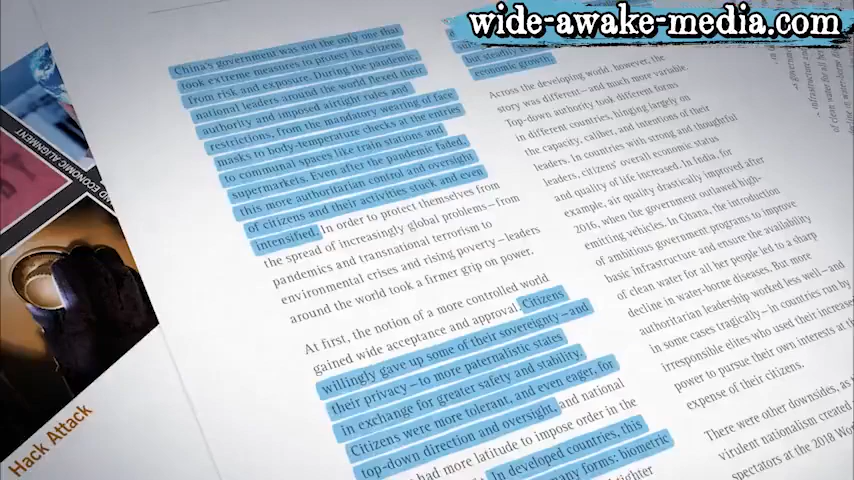 wide-awake-media.com
China's government was not the only one that
took extreme measures to protect its citizens
from risk and exposure. During the pandemic,
national leaders around the world flexed their
authority and imposed airtight rules and
restrictions, from the mandatory wearing of face
masks to body-temperature checks at the entries
to communal spaces like train stations and
supermarkets. Even after the pandemic faded,
this more authoritarian control and oversight
of citizens and their activities stuck and even
intensified. In order to protect themselves from
the spread of increasingly global problems—from
pandemics and transnational terrorism to
environmental crises and rising poverty—leaders
around the world took a firmer grip on power.
At first, the notion of a more controlled world
gained wide acceptance and approval. Citizens
willingly gave up some of their sovereignty—and
their privacy—to more paternalistic states
in exchange for greater safety and stability.
Citizens were more tolerant, and even eager, for
top-down direction and oversight, and national
had more latitude to impose order in the
In developed countries, this
many forms: biometric
tighter
but
economic growth.
Across the developing world, however, the
story was different—and much more variable.
Top-down authority took different forms
in different countries, hinging largely on
the capacity, caliber, and intentions of their
leaders. In countries with strong and thoughtful
leaders, citizens' overall economic status
and quality of life increased. In India, for
example, air quality drastically improved after
2016, when the government outlawed high-
emitting vehicles. In Ghana, the introduction
of ambitious government programs to improve
basic infrastructure and ensure the availability
of clean water for all her people led to a sharp
decline in water-borne diseases. But more
authoritarian leadership worked less well—and
in some cases tragically—in countries run by
irresponsible elites who used their increased
power to pursue their own interests at the
expense of their citizens.
There were other downsides, as
virulent nationalism created
spectators at the 2018 Wor
AND ECONOMIC ALIGNMENT
Hack Attack